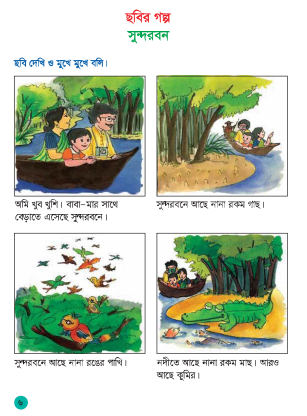 ছবির গল্প
সুন্দরবন
ছবি দেখি ও মুখে মুখে বলি।
অমি খুব খুশি। বাবা-মার সাথে
বেড়াতে এসেছে সুন্দরবনে।
সুন্দরবনে আছে নানা রকম গাছ।
সুন্দরবনে আছে নানা রঙের পাখি।
নদীতে আছে নানা রকম মাছ। আরও
আছে কুমির।
৬